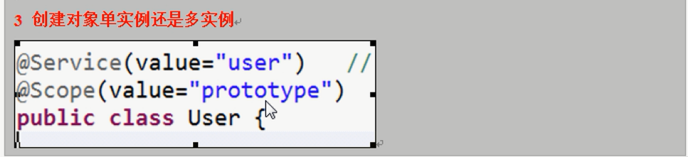 3 创建对象单实例还是多实例
@Service(value="user")   //
@Scope(value="prototype")
public class User {